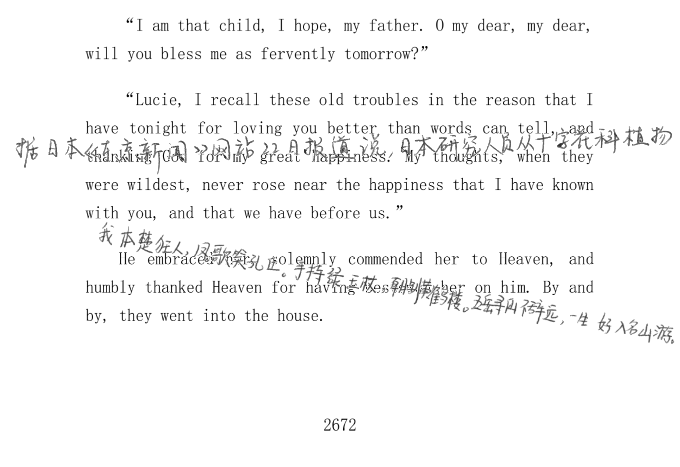 “I am that child, I hope, my father. O my dear, my dear,
will you bless me as fervently tomorrow?”
“Lucie, I recall these old troubles in the reason that I
have tonight for loving you better than words can tell, and
据日本《东京新闻》网站22日报道说,日本研究人员从十字花科植物
thanking God for my great happiness. My thoughts, when they
were wildest, never rose near the happiness that I have known
with you, and that we have before us.”
我本楚狂人,凤歌笑孔丘。手持绿玉杖,朝别黄鹤楼。五岳寻仙不辞远,一生好入名山游。
He embraced her, solemnly commended her to Heaven, and
humbly thanked Heaven for having bestowed her on him. By and
by, they went into the house.
2672